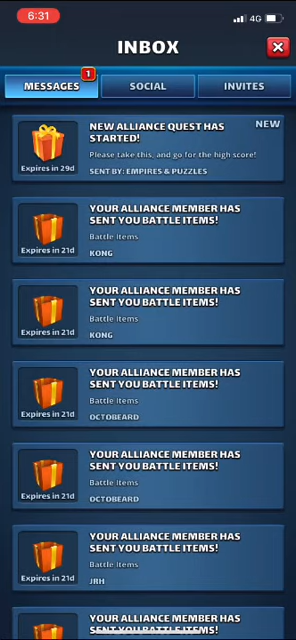 6:31
4G
INBOX
MESSAGES
1
SOCIAL
INVITES
NEW ALLIANCE QUEST HAS
STARTED!
NEW
Please take this, and go for the high score!
SENT BY: EMPIRES & PUZZLES
Expires in 29d
YOUR ALLIANCE MEMBER HAS
SENT YOU BATTLE ITEMS!
Battle Items
KONG
Expires in 21d
YOUR ALLIANCE MEMBER HAS
SENT YOU BATTLE ITEMS!
Battle Items
KONG
Expires in 21d
YOUR ALLIANCE MEMBER HAS
SENT YOU BATTLE ITEMS!
Battle Items
OCTOBEARD
Expires in 21d
YOUR ALLIANCE MEMBER HAS
SENT YOU BATTLE ITEMS!
Battle Items
OCTOBEARD
Expires in 21d
YOUR ALLIANCE MEMBER HAS
SENT YOU BATTLE ITEMS!
Battle Items
JRH
Expires in 21d
YOUR ALLIANCE MEMBER HAS
SENT YOU BATTLE ITEMS!